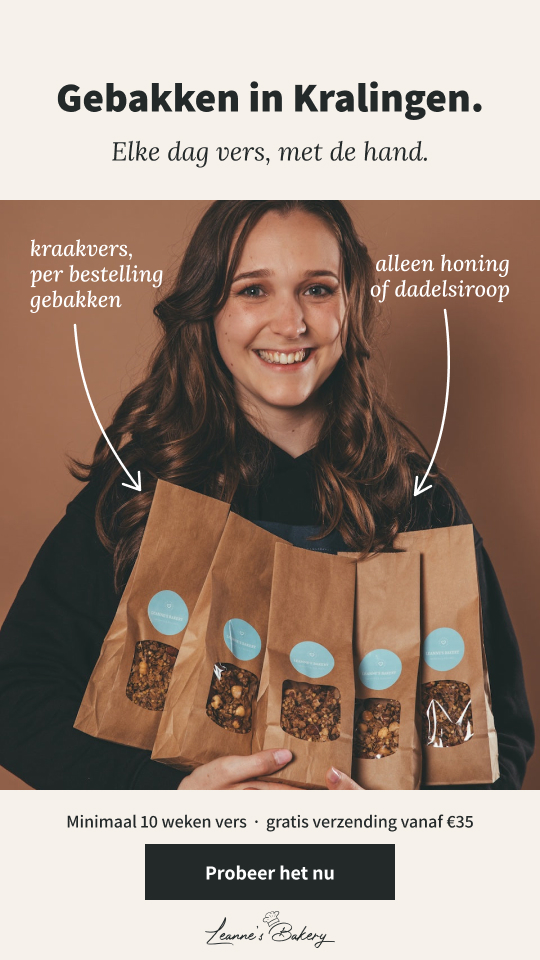 Gebakken in Kralingen.
Elke dag vers, met de hand.
kraakvers,
per bestelling
gebakken
alleen honing
of dadelsiroop
Minimaal 10 weken vers · gratis verzending vanaf €35
Probeer het nu
Leanne's Bakery